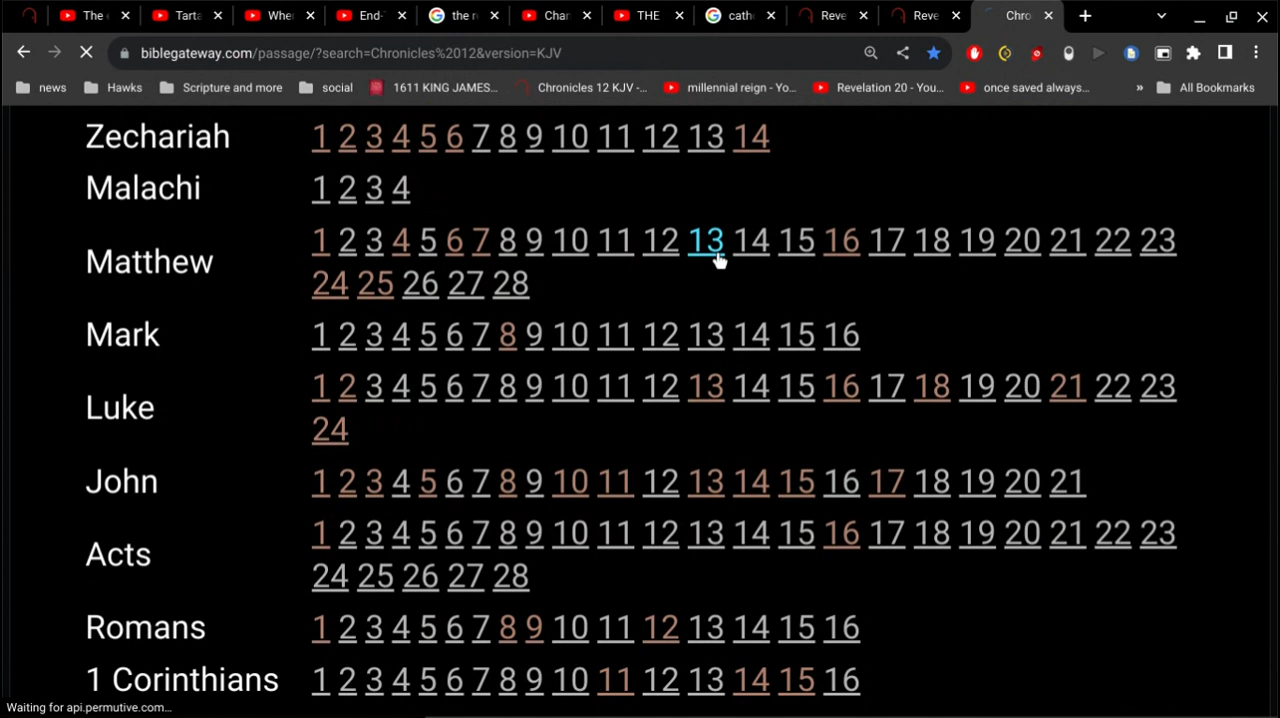 The Tarta Whe End- the r Char THE cath Reve Reve Chro
biblegateway.com/passage/?search=Chronicles%2012&version=KJV
news Hawks Scripture and more social 1611 KING JAMES... Chronicles 12 KJV -... millennial reign - Yo... Revelation 20 - You... once saved always... » All Bookmarks
Zechariah 1 2 3 4 5 6 7 8 9 10 11 12 13 14
Malachi 1 2 3 4
Matthew 1 2 3 4 5 6 7 8 9 10 11 12 13 14 15 16 17 18 19 20 21 22 23
24 25 26 27 28
Mark 1 2 3 4 5 6 7 8 9 10 11 12 13 14 15 16
Luke 1 2 3 4 5 6 7 8 9 10 11 12 13 14 15 16 17 18 19 20 21 22 23
24
John 1 2 3 4 5 6 7 8 9 10 11 12 13 14 15 16 17 18 19 20 21
Acts 1 2 3 4 5 6 7 8 9 10 11 12 13 14 15 16 17 18 19 20 21 22 23
24 25 26 27 28
Romans 1 2 3 4 5 6 7 8 9 10 11 12 13 14 15 16
1 Corinthians 1 2 3 4 5 6 7 8 9 10 11 12 13 14 15 16
Waiting for api.permutive.com...